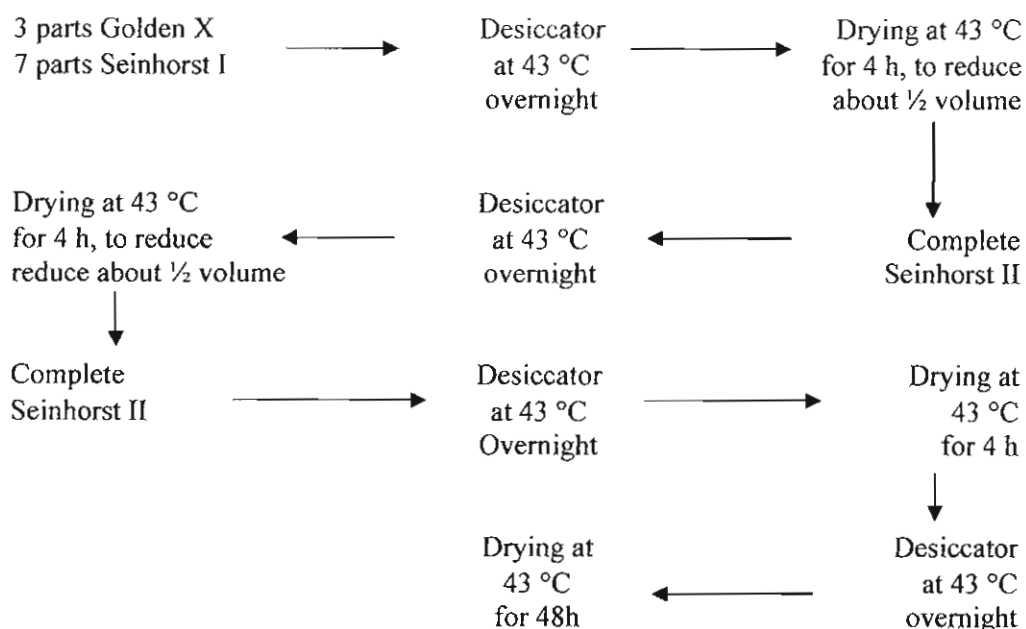 3 parts Golden X
7 parts Seinhorst I
Desiccator
at 43 °C
overnight
Drying at 43 °C
for 4 h, to reduce
about ½ volume
Complete
Seinhorst II
Desiccator
at 43 °C
overnight
Drying at 43 °C
for 4 h, to reduce
reduce about ½ volume
Complete
Seinhorst II
Desiccator
at 43 °C
Overnight
Drying at
43 °C
for 4 h
Desiccator
at 43 °C
overnight
Drying at
43 °C
for 48h